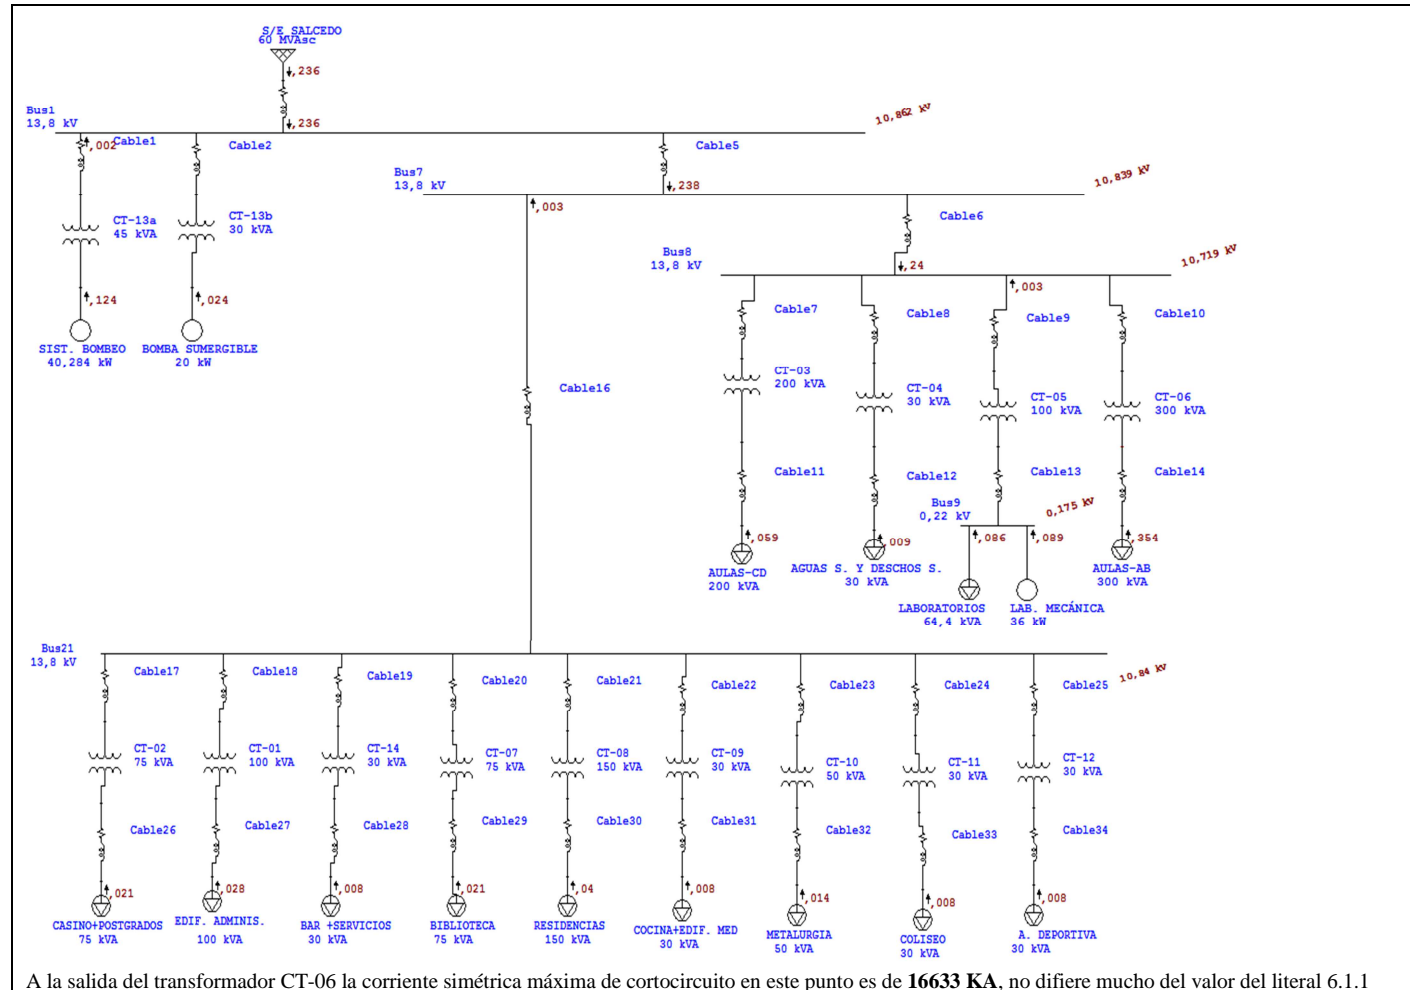 S/E SALCEDO
60 MVAsc
,236
,236
Bus1
13,8 kV
10,862 kV
,002
Cable1
Cable2
Cable5
CT-13a
45 kVA
CT-13b
30 kVA
,124
,024
SIST. BOMBEO
40,284 kW
BOMBA SUMERGIBLE
20 kW
Bus7
13,8 kV
,238
10,839 kV
,003
Cable6
Cable16
Bus8
13,8 kV
,24
10,719 kV
,003
Cable7
Cable8
Cable9
Cable10
CT-03
200 kVA
CT-04
30 kVA
CT-05
100 kVA
CT-06
300 kVA
Cable11
Cable12
Cable13
Cable14
Bus9
0,22 kV
0,175 kV
,059
,009
,086
,089
,354
AULAS-CD
200 kVA
AGUAS S. Y DESCHOS S.
30 kVA
LABORATORIOS
64,4 kVA
LAB. MECÁNICA
36 kW
AULAS-AB
300 kVA
Bus21
13,8 kV
10,84 kV
Cable17
Cable18
Cable19
Cable20
Cable21
Cable22
Cable23
Cable24
Cable25
CT-02
75 kVA
CT-01
100 kVA
CT-14
30 kVA
CT-07
75 kVA
CT-08
150 kVA
CT-09
30 kVA
CT-10
50 kVA
CT-11
30 kVA
CT-12
30 kVA
Cable26
Cable27
Cable28
Cable29
Cable30
Cable31
Cable32
Cable33
Cable34
,021
,028
,008
,021
,04
,008
,014
,008
,008
CASINO+POSTGRADOS
75 kVA
EDIF. ADMINIS.
100 kVA
BAR +SERVICIOS
30 kVA
BIBLIOTECA
75 kVA
RESIDENCIAS
150 kVA
COCINA+EDIF. MED
30 kVA
METALURGIA
50 kVA
COLISEO
30 kVA
A. DEPORTIVA
30 kVA
A la salida del transformador CT-06 la corriente simétrica máxima de cortocircuito en este punto es de 16633 KA, no difiere mucho del valor del literal 6.1.1